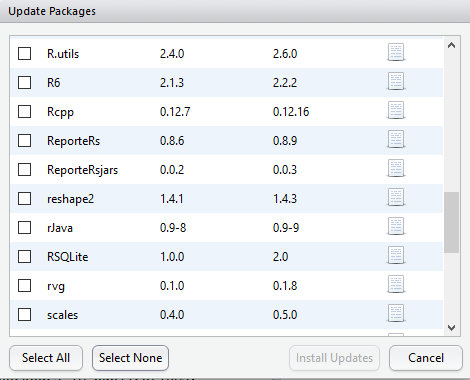 Update Packages
R.utils 2.4.0 2.6.0
R6 2.1.3 2.2.2
Rcpp 0.12.7 0.12.16
ReporteRs 0.8.6 0.8.9
ReporteRsjars 0.0.2 0.0.3
reshape2 1.4.1 1.4.3
rJava 0.9-8 0.9-9
RSQLite 1.0.0 2.0
rvg 0.1.0 0.1.8
scales 0.4.0 0.5.0
Select All Select None Install Updates Cancel